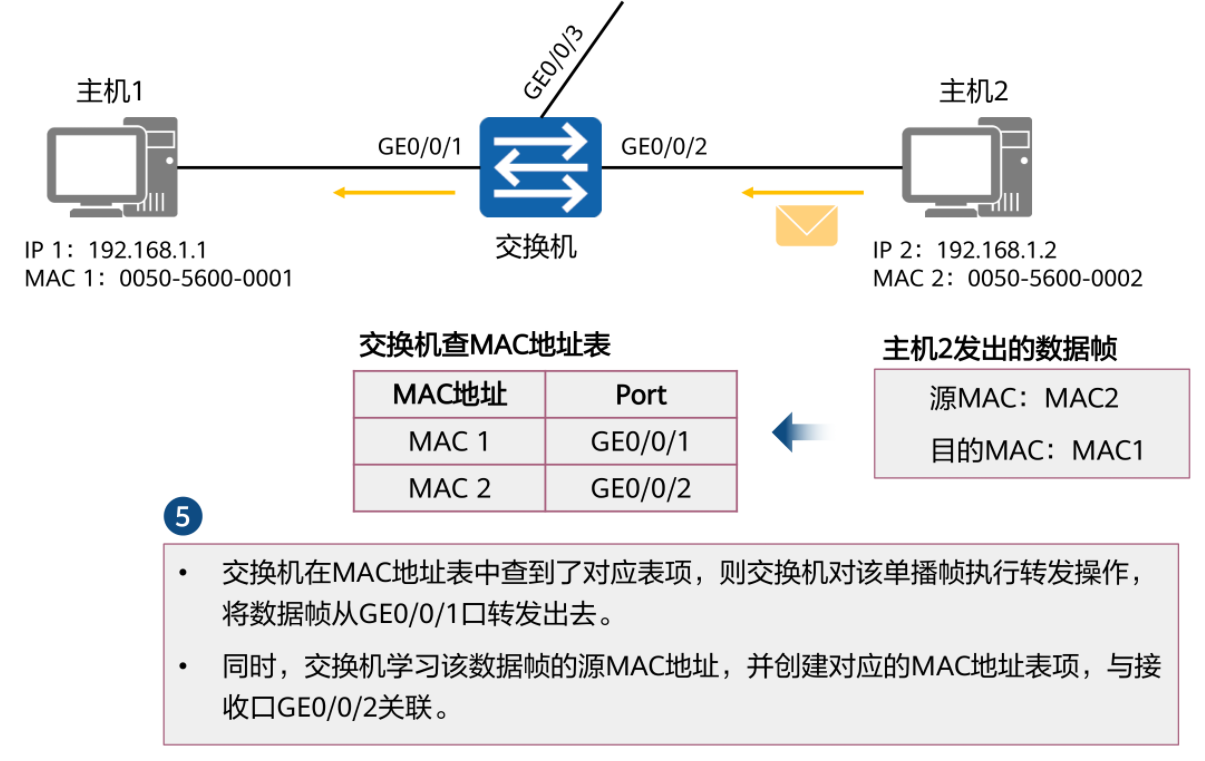 GE0/0/3
主机1
主机2
GE0/0/1
GE0/0/2
交换机
IP 1：192.168.1.1
MAC 1：0050-5600-0001
IP 2：192.168.1.2
MAC 2：0050-5600-0002
交换机查MAC地址表
MAC地址 Port
MAC 1 GE0/0/1
MAC 2 GE0/0/2
主机2发出的数据帧
源MAC：MAC2
目的MAC：MAC1
5
• 交换机在MAC地址表中查到了对应表项，则交换机对该单播帧执行转发操作，
将数据帧从GE0/0/1口转发出去。
• 同时，交换机学习该数据帧的源MAC地址，并创建对应的MAC地址表项，与接
收口GE0/0/2关联。